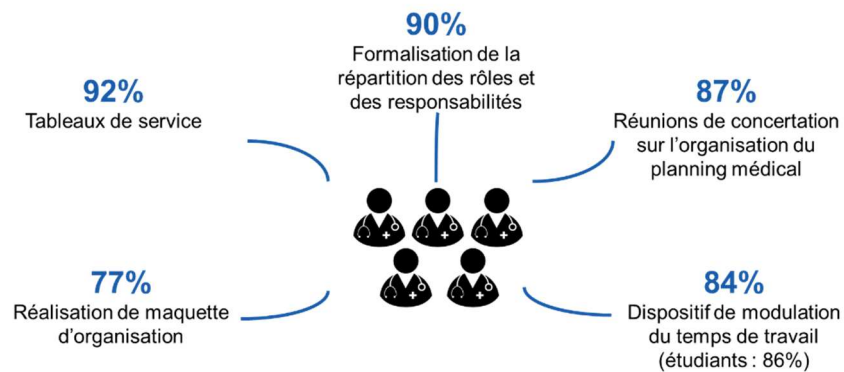 90%
Formalisation de la
répartition des rôles et
des responsabilités
92%
Tableaux de service
87%
Réunions de concertation
sur l'organisation du
planning médical
77%
Réalisation de maquette
d'organisation
84%
Dispositif de modulation
du temps de travail
(étudiants : 86%)